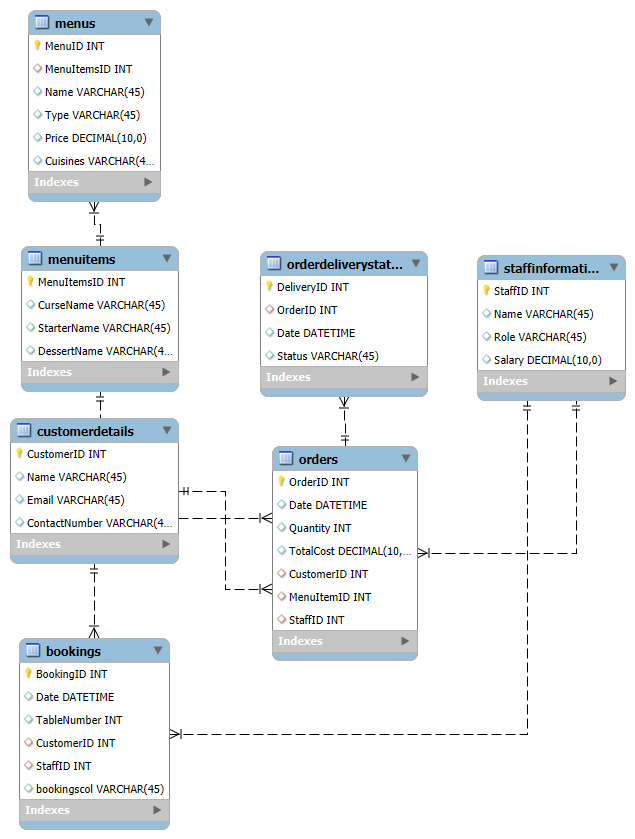 menus
MenuID INT
MenuItemsID INT
Name VARCHAR(45)
Type VARCHAR(45)
Price DECIMAL(10,0)
Cuisines VARCHAR(4...
Indexes
menuitems
MenuItemsID INT
CurseName VARCHAR(45)
StarterName VARCHAR(45)
DessertName VARCHAR(4...
Indexes
customerdetails
CustomerID INT
Name VARCHAR(45)
Email VARCHAR(45)
ContactNumber VARCHAR(4...
Indexes
bookings
BookingID INT
Date DATETIME
TableNumber INT
CustomerID INT
StaffID INT
bookingscol VARCHAR(45)
Indexes
orderdeliverystat...
DeliveryID INT
OrderID INT
Date DATETIME
Status VARCHAR(45)
Indexes
orders
OrderID INT
Date DATETIME
Quantity INT
TotalCost DECIMAL(10,...
CustomerID INT
MenuItemID INT
StaffID INT
Indexes
staffinformati...
StaffID INT
Name VARCHAR(45)
Role VARCHAR(45)
Salary DECIMAL(10,0)
Indexes